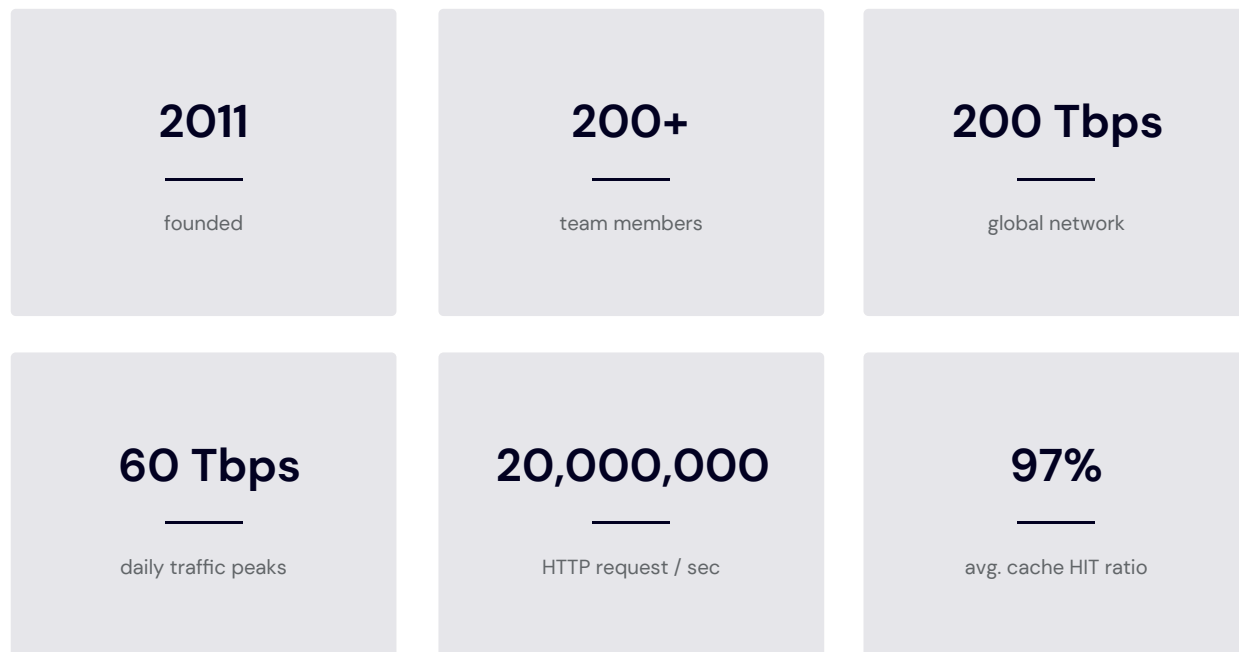 2011
200+
200 Tbps
founded
team members
global network
60 Tbps
20,000,000
97%
daily traffic peaks
HTTP request / sec
avg. cache HIT ratio